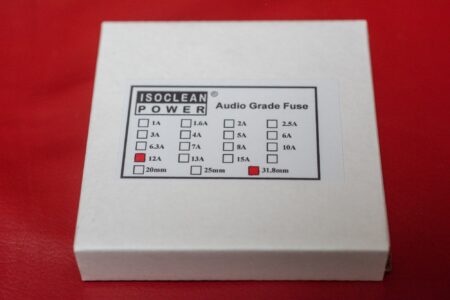 ISOCLEAN ® Audio Grade Fuse
POWER
1A 1.6A 2A 2.5A
3A 4A 5A 6A
6.3A 7A 8A 10A
12A 13A 15A
20mm 25mm 31.8mm